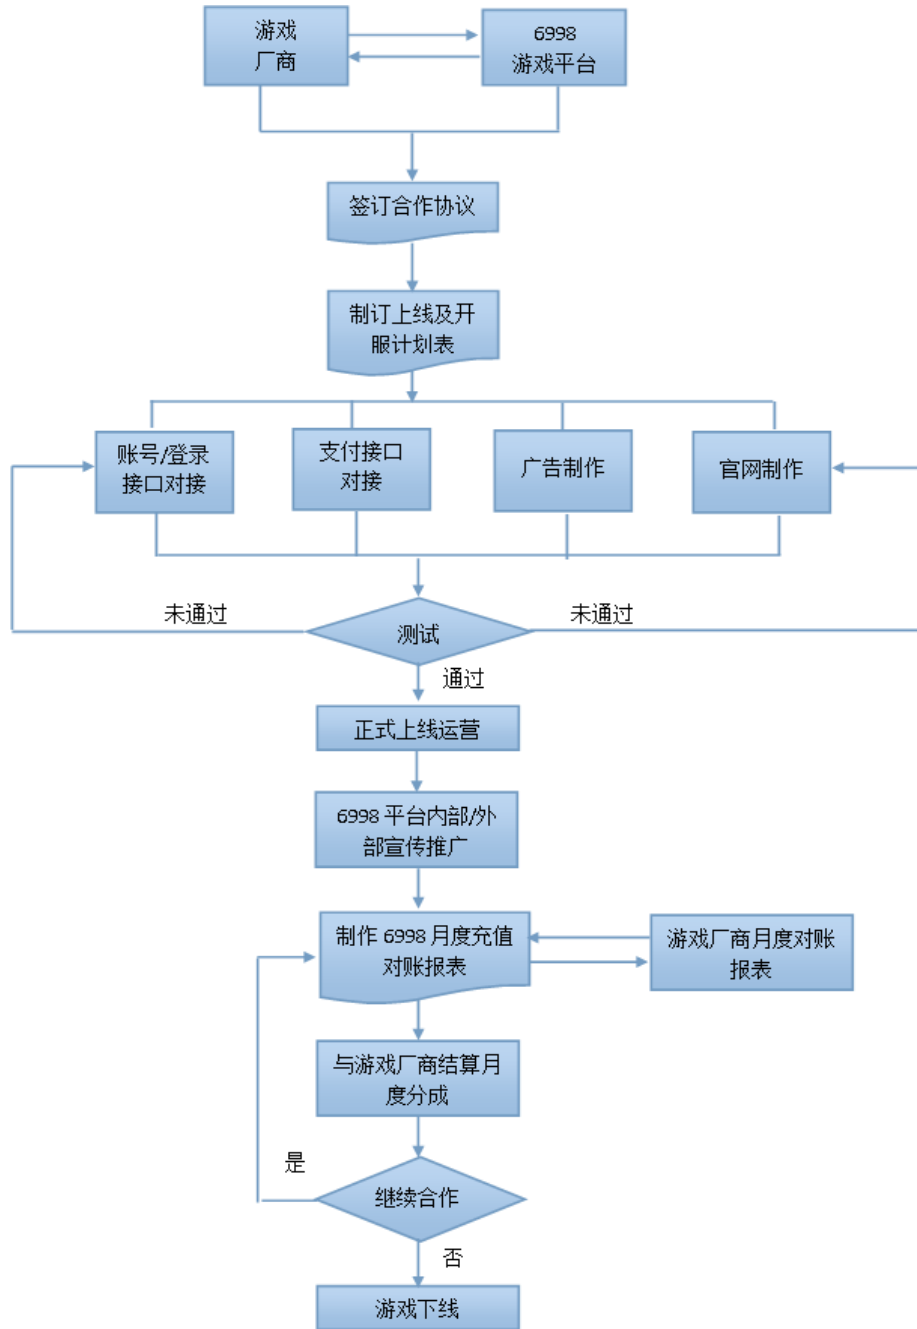 游戏
厂商
6998
游戏平台
签订合作协议
制订上线及开
服计划表
账号/登录
接口对接
支付接口
对接
广告制作
官网制作
未通过
测试
未通过
通过
正式上线运营
6998 平台内部/外
部宣传推广
制作 6998 月度充值
对账报表
游戏厂商月度对账
报表
与游戏厂商结算月
度分成
是
继续合作
否
游戏下线